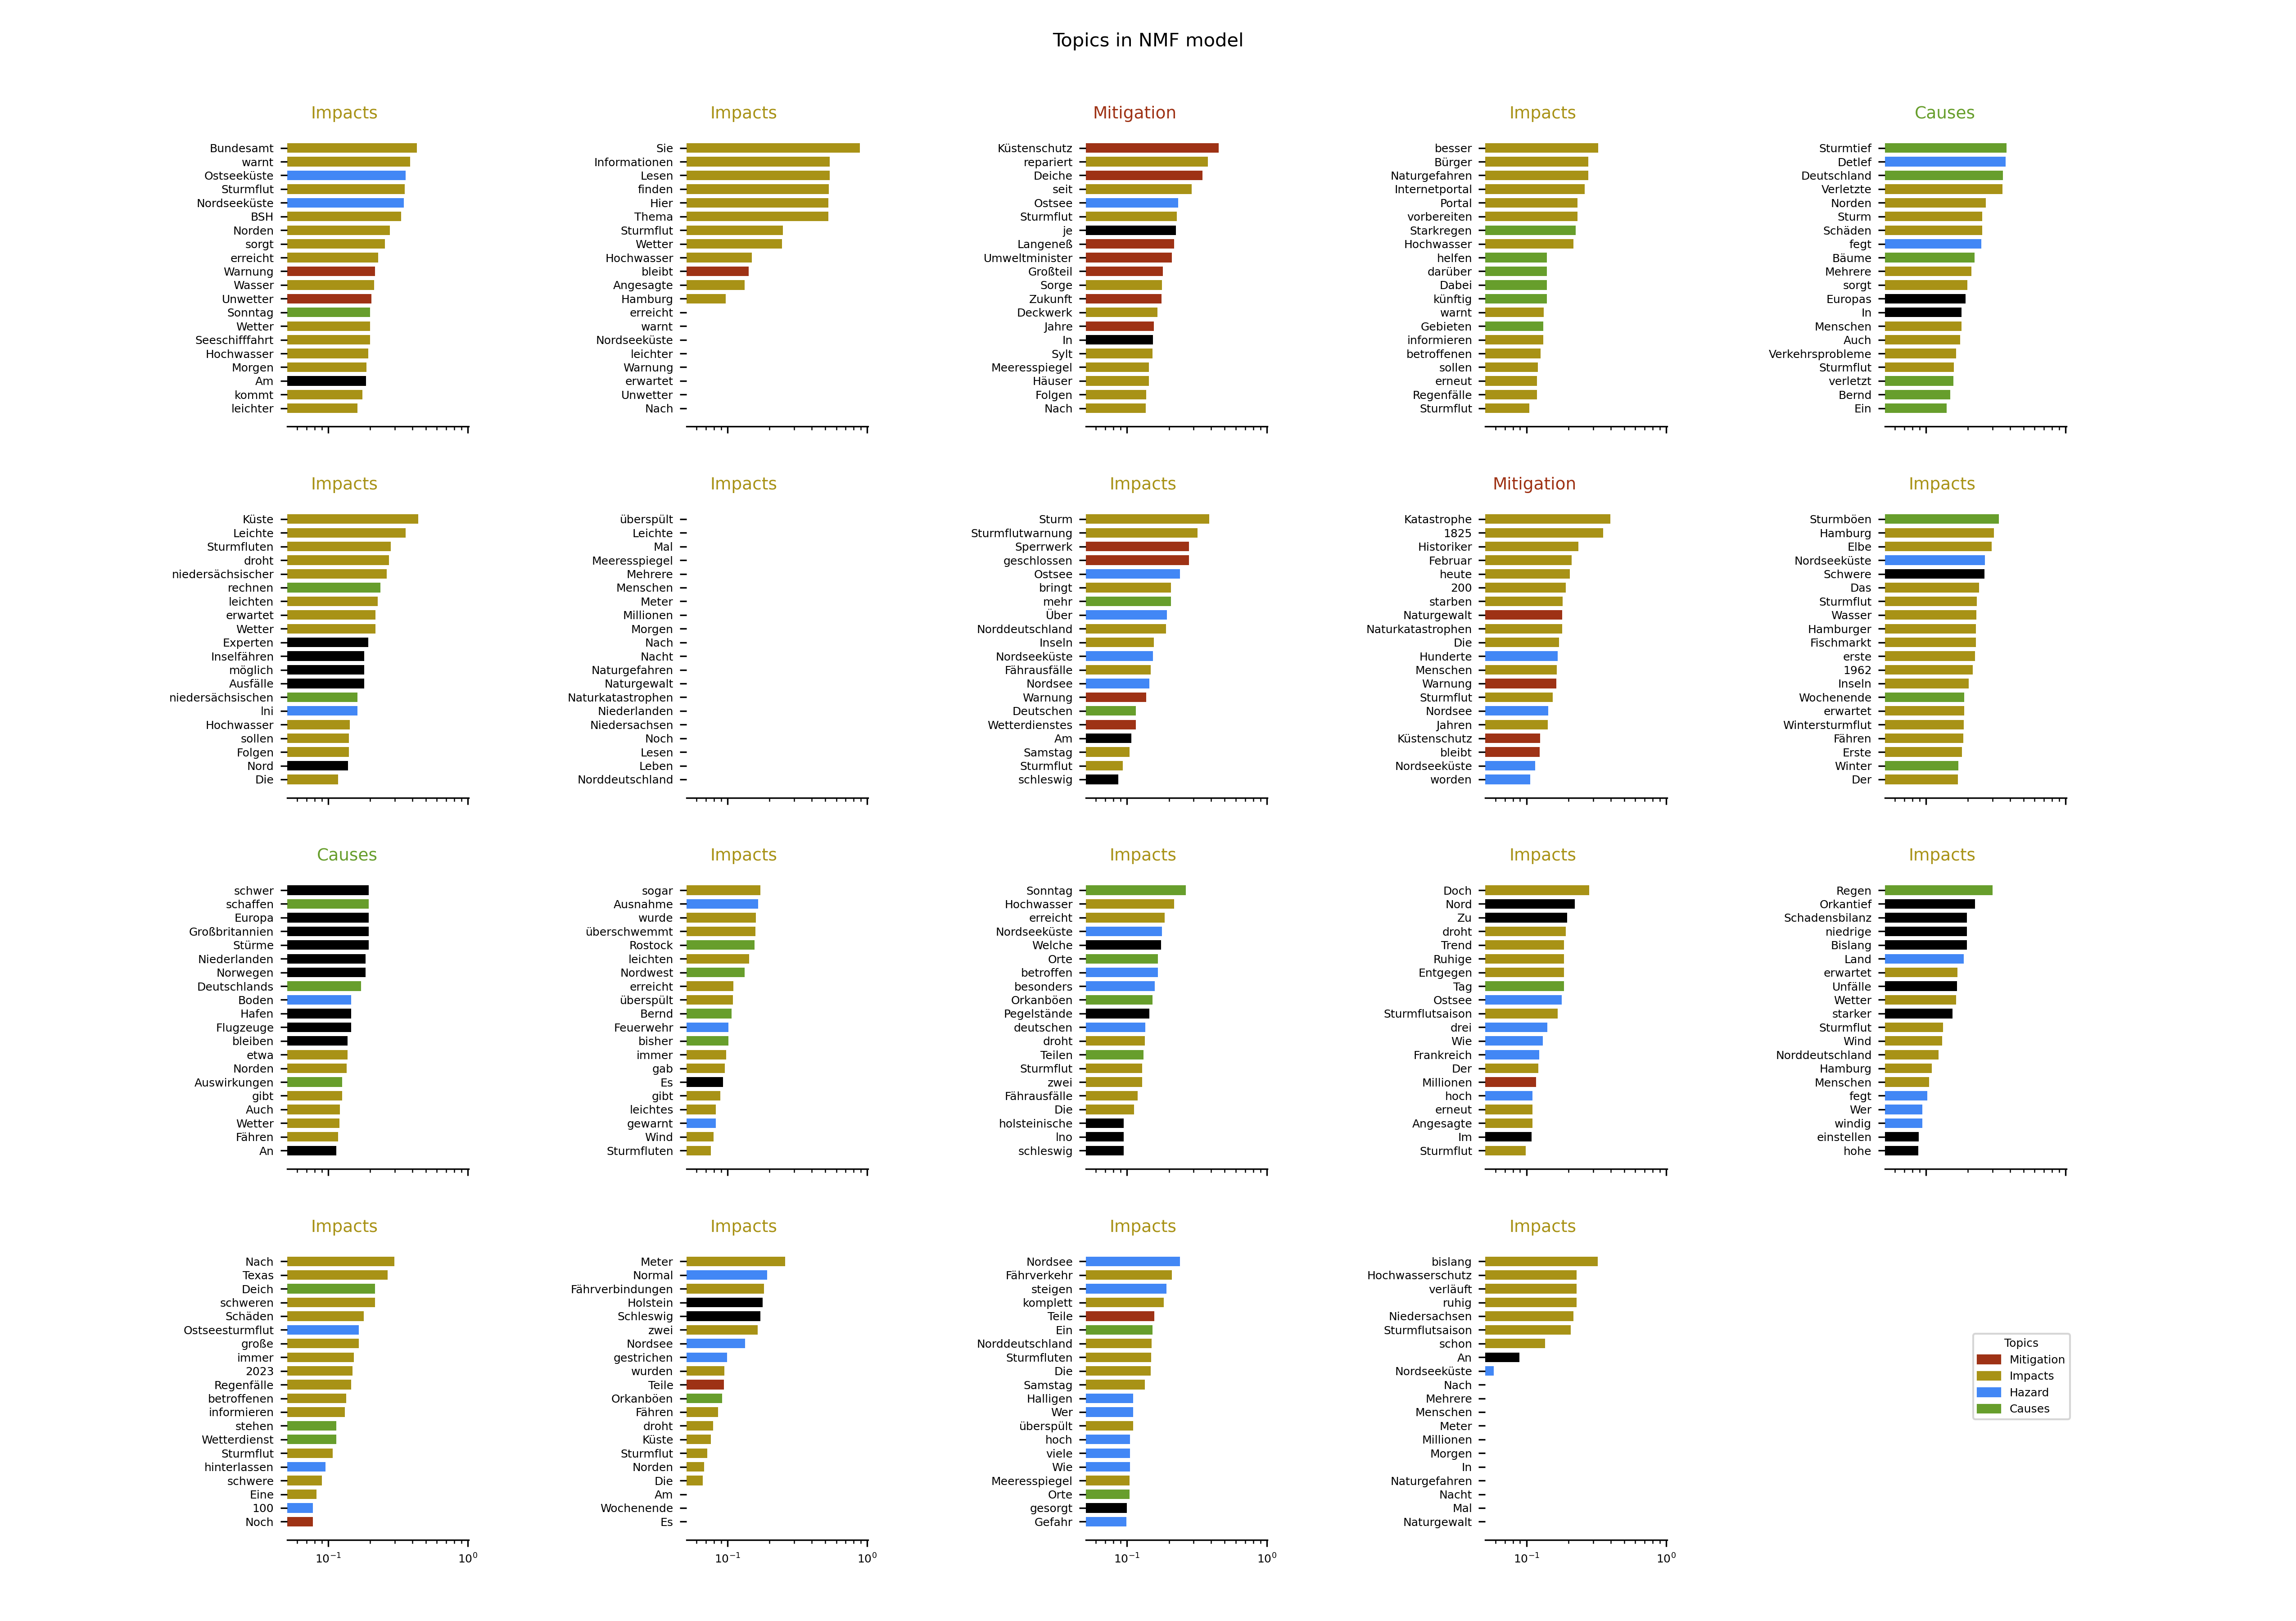 Topics in NMF model
Impacts
Bundesamt
warnt
Ostseeküste
Sturmflut
Nordseeküste
BSH
Norden
sorgt
erreicht
Warnung
Wasser
Unwetter
Sonntag
Wetter
Seeschifffahrt
Hochwasser
Morgen
Am
kommt
leichter
Impacts
Sie
Informationen
Lesen
finden
Hier
Thema
Sturmflut
Wetter
Hochwasser
bleibt
Angesagte
Hamburg
erreicht
warnt
Nordseeküste
leichter
Warnung
erwartet
Unwetter
Nach
Mitigation
Küstenschutz
repariert
Deiche
seit
Ostsee
Sturmflut
je
Langeneß
Umweltminister
Großteil
Sorge
Zukunft
Deckwerk
Jahre
In
Sylt
Meeresspiegel
Häuser
Folgen
Nach
Impacts
besser
Bürger
Naturgefahren
Internetportal
Portal
vorbereiten
Starkregen
Hochwasser
helfen
darüber
Dabei
künftig
warnt
Gebieten
informieren
betroffenen
sollen
erneut
Regenfälle
Sturmflut
Causes
Sturmtief
Detlef
Deutschland
Verletzte
Norden
Sturm
Schäden
fegt
Bäume
Mehrere
sorgt
Europas
In
Menschen
Auch
Verkehrsprobleme
Sturmflut
verletzt
Bernd
Ein
Impacts
Küste
Leichte
Sturmfluten
droht
niedersächsischer
rechnen
leichten
erwartet
Wetter
Experten
Inselfähren
möglich
Ausfälle
niedersächsischen
Ini
Hochwasser
sollen
Folgen
Nord
Die
Impacts
überspült
Leichte
Mal
Meeresspiegel
Mehrere
Menschen
Meter
Millionen
Morgen
Nach
Nacht
Naturgefahren
Naturgewalt
Naturkatastrophen
Niederlanden
Niedersachsen
Noch
Lesen
Leben
Norddeutschland
Impacts
Sturm
Sturmflutwarnung
Sperrwerk
geschlossen
Ostsee
bringt
mehr
Über
Norddeutschland
Inseln
Nordseeküste
Fährausfälle
Nordsee
Warnung
Deutschen
Wetterdienstes
Am
Samstag
Sturmflut
schleswig
Mitigation
Katastrophe
1825
Historiker
Februar
heute
200
starben
Naturgewalt
Naturkatastrophen
Die
Hunderte
Menschen
Warnung
Sturmflut
Nordsee
Jahren
Küstenschutz
bleibt
Nordseeküste
worden
Impacts
Sturmböen
Hamburg
Elbe
Nordseeküste
Schwere
Das
Sturmflut
Wasser
Hamburger
Fischmarkt
erste
1962
Inseln
Wochenende
erwartet
Wintersturmflut
Fähren
Erste
Winter
Der
Causes
schwer
schaffen
Europa
Großbritannien
Stürme
Niederlanden
Norwegen
Deutschlands
Boden
Hafen
Flugzeuge
bleiben
etwa
Norden
Auswirkungen
gibt
Auch
Wetter
Fähren
An
Impacts
sogar
Ausnahme
wurde
überschwemmt
Rostock
leichten
Nordwest
erreicht
überspült
Bernd
Feuerwehr
bisher
immer
gab
Es
gibt
leichtes
gewarnt
Wind
Sturmfluten
Impacts
Sonntag
Hochwasser
erreicht
Nordseeküste
Welche
Orte
betroffen
besonders
Orkanböen
Pegelstände
deutschen
droht
Teilen
Sturmflut
zwei
Fährausfälle
Die
holsteinische
Ino
schleswig
Impacts
Doch
Nord
Zu
droht
Trend
Ruhige
Entgegen
Tag
Ostsee
Sturmflutsaison
drei
Wie
Frankreich
Der
Millionen
hoch
erneut
Angesagte
Im
Sturmflut
Impacts
Regen
Orkantief
Schadensbilanz
niedrige
Bislang
Land
erwartet
Unfälle
Wetter
starker
Sturmflut
Wind
Norddeutschland
Hamburg
Menschen
fegt
Wer
windig
einstellen
hohe
Impacts
Nach
Texas
Deich
schweren
Schäden
Ostseesturmflut
große
immer
2023
Regenfälle
betroffenen
informieren
stehen
Wetterdienst
Sturmflut
hinterlassen
schwere
Eine
100
Noch
10⁻¹ 10⁰
Impacts
Meter
Normal
Fährverbindungen
Holstein
Schleswig
zwei
Nordsee
gestrichen
wurden
Teile
Orkanböen
Fähren
droht
Küste
Sturmflut
Norden
Die
Am
Wochenende
Es
10⁻¹ 10⁰
Impacts
Nordsee
Fährverkehr
steigen
komplett
Teile
Ein
Norddeutschland
Sturmfluten
Die
Samstag
Halligen
Wer
überspült
hoch
viele
Wie
Meeresspiegel
Orte
gesorgt
Gefahr
10⁻¹ 10⁰
Impacts
bislang
Hochwasserschutz
verläuft
ruhig
Niedersachsen
Sturmflutsaison
schon
An
Nordseeküste
Nach
Mehrere
Menschen
Meter
Millionen
Morgen
In
Naturgefahren
Nacht
Mal
Naturgewalt
10⁻¹ 10⁰
Topics
Mitigation
Impacts
Hazard
Causes